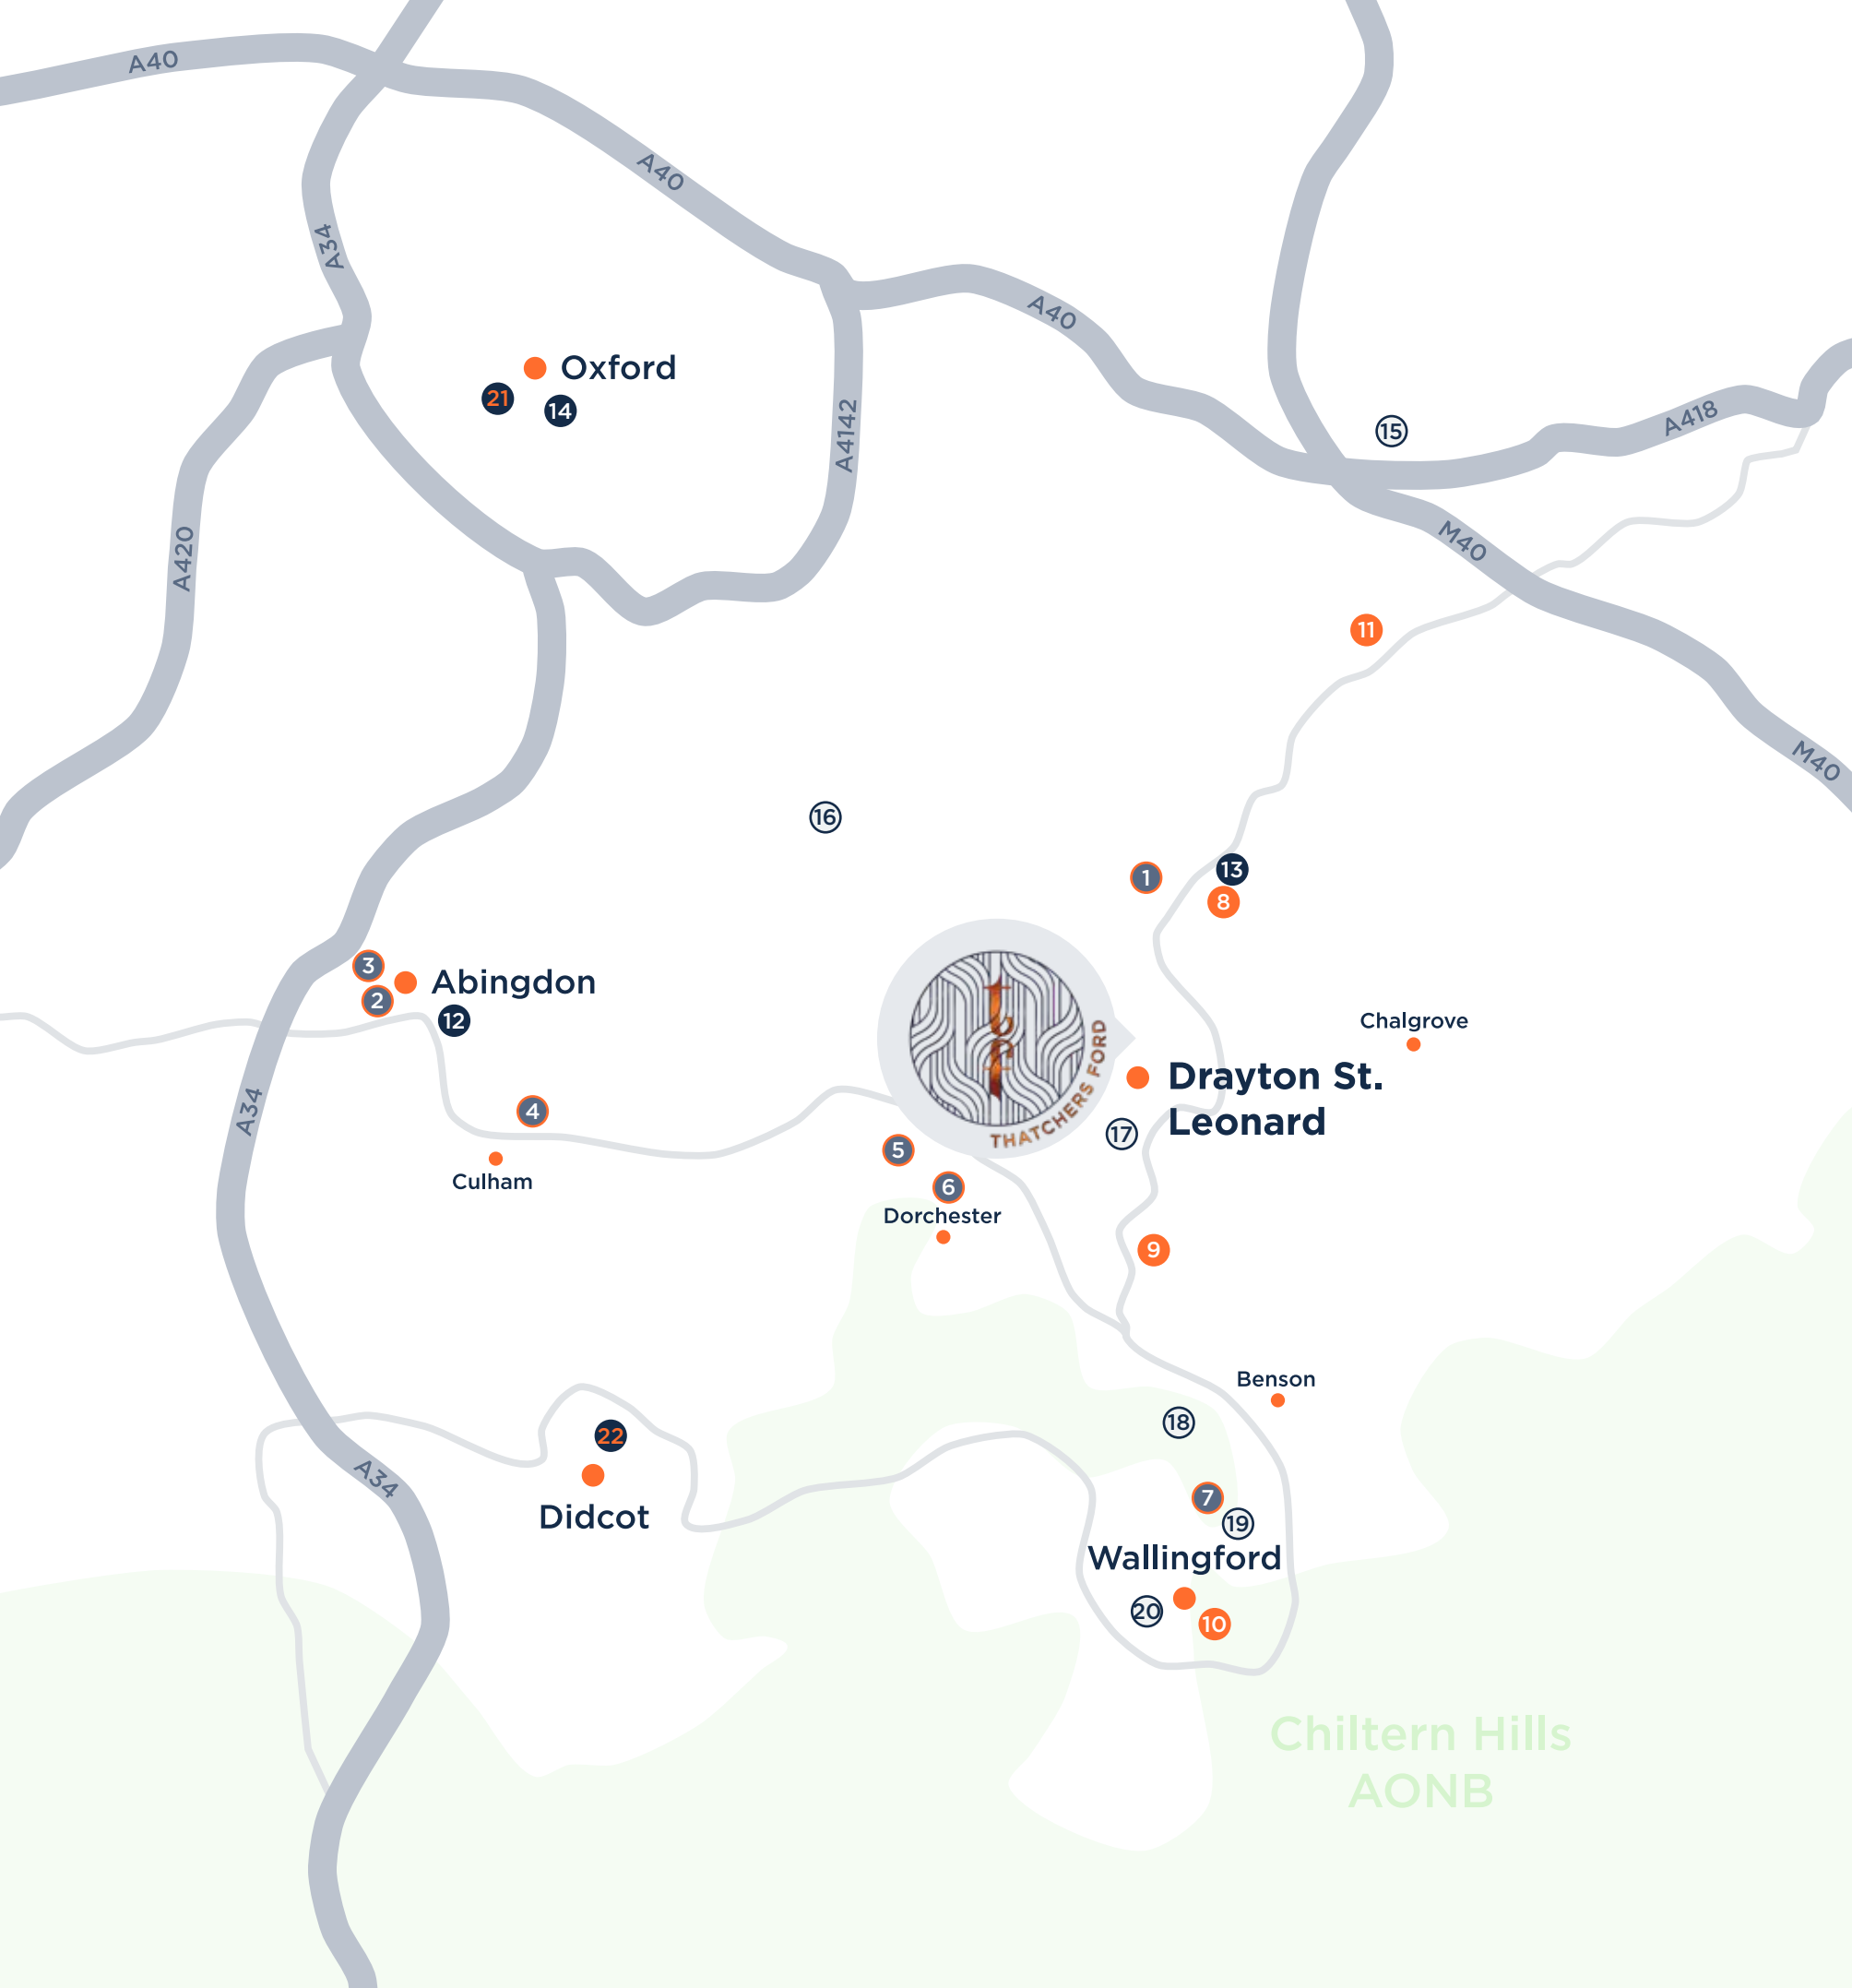 A40
A40
A34
A40
Oxford
21
14
A4142
15
A418
A420
M40
11
M40
16
1
13
8
3
Abingdon
2
12
Chalgrove
tf
THATCHERS FORD
Drayton St.
Leonard
A34
4
17
5
Culham
6
Dorchester
9
Benson
18
22
A34
7
Didcot
19
Wallingford
20
10
Chiltern Hills
AONB